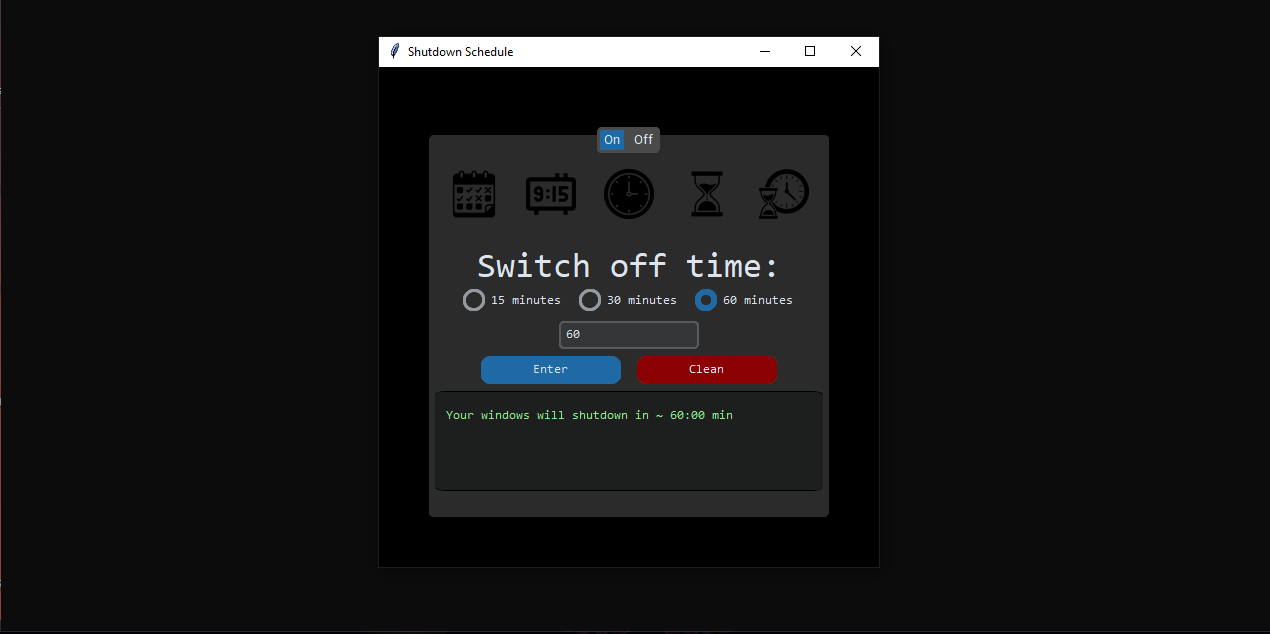 Shutdown Schedule
On Off
9:15
Switch off time:
15 minutes 30 minutes 60 minutes
60
Enter Clean
Your windows will shutdown in ~ 60:00 min